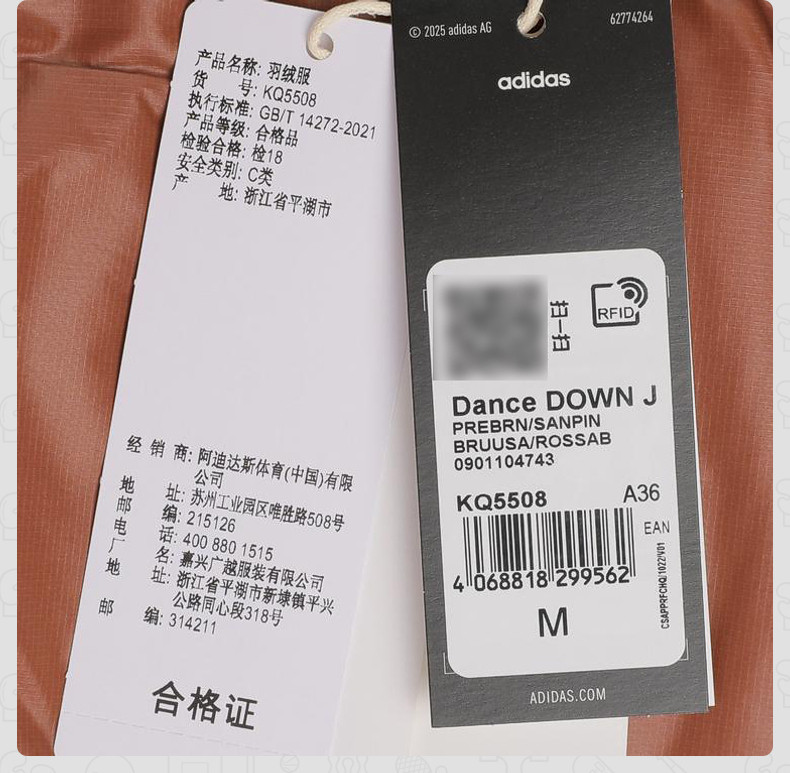 产品名称: 羽绒服
货 号: KQ5508
执行标准: GB/T 14272-2021
产品等级: 合格品
检验合格: 检18
安全类别: C类
产 地: 浙江省平湖市
经 销 商: 阿迪达斯体育(中国)有限
公司
地 址: 苏州工业园区唯胜路508号
邮 编: 215126
电 话: 400 880 1515
厂 名: 嘉兴广越服装有限公司
地 址: 浙江省平湖市新埭镇平兴
公路同心段318号
邮 编: 314211
合格证
© 2025 adidas AG
62774264
adidas
扫一扫
RFID
Dance DOWN J
PREBRN/SANPIN
BRUUSA/ROSSAB
0901104743
KQ5508 A36
EAN
4 068818 299562
CSAPPRFCHQ/1022/V01
M
ADIDAS.COM